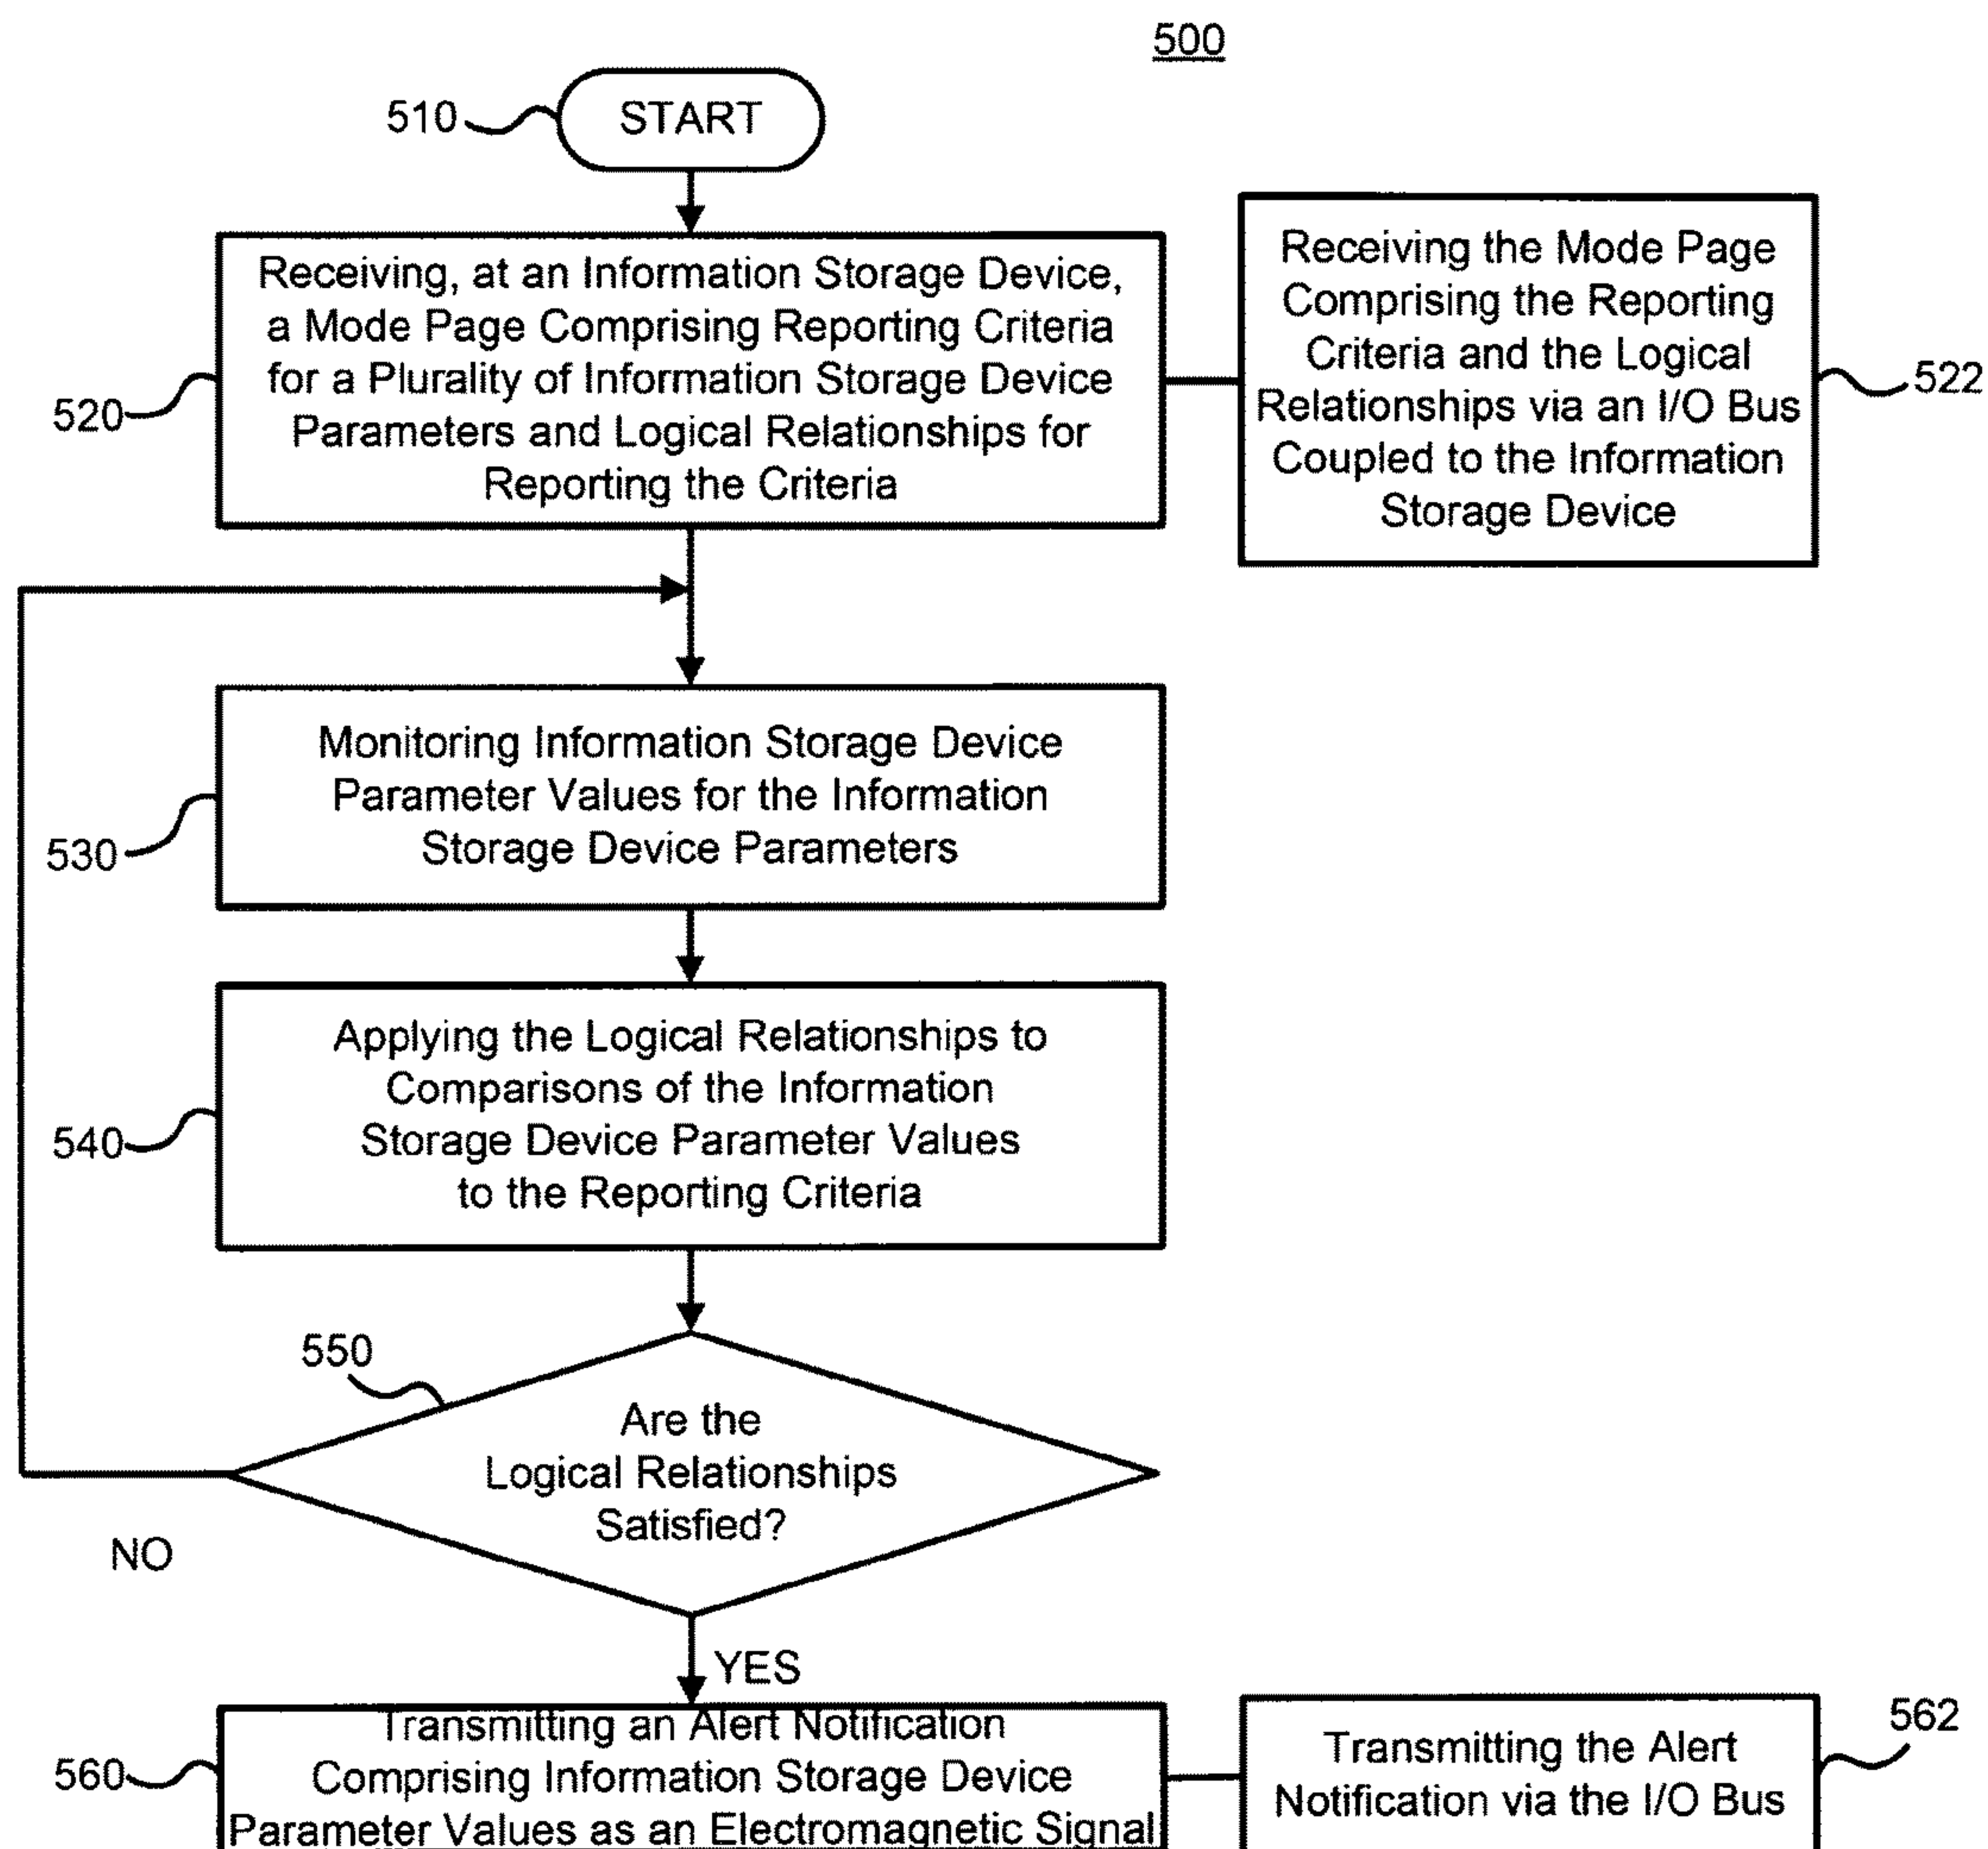 500
510
START
520
Receiving, at an Information Storage Device,
a Mode Page Comprising Reporting Criteria
for a Plurality of Information Storage Device
Parameters and Logical Relationships for
Reporting the Criteria
Receiving the Mode Page
Comprising the Reporting
Criteria and the Logical
Relationships via an I/O Bus
Coupled to the Information
Storage Device
522
530
Monitoring Information Storage Device
Parameter Values for the Information
Storage Device Parameters
540
Applying the Logical Relationships to
Comparisons of the Information
Storage Device Parameter Values
to the Reporting Criteria
550
Are the
Logical Relationships
Satisfied?
NO
YES
560
Transmitting an Alert Notification
Comprising Information Storage Device
Parameter Values as an Electromagnetic Signal
Transmitting the Alert
Notification via the I/O Bus
562